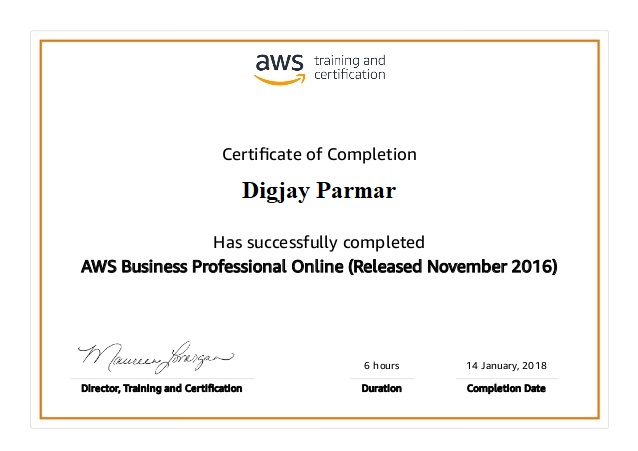 aws training and
certification
Certificate of Completion
Digjay Parmar
Has successfully completed
AWS Business Professional Online (Released November 2016)
Maureen Lonergan
6 hours 14 January, 2018
Director, Training and Certification Duration Completion Date